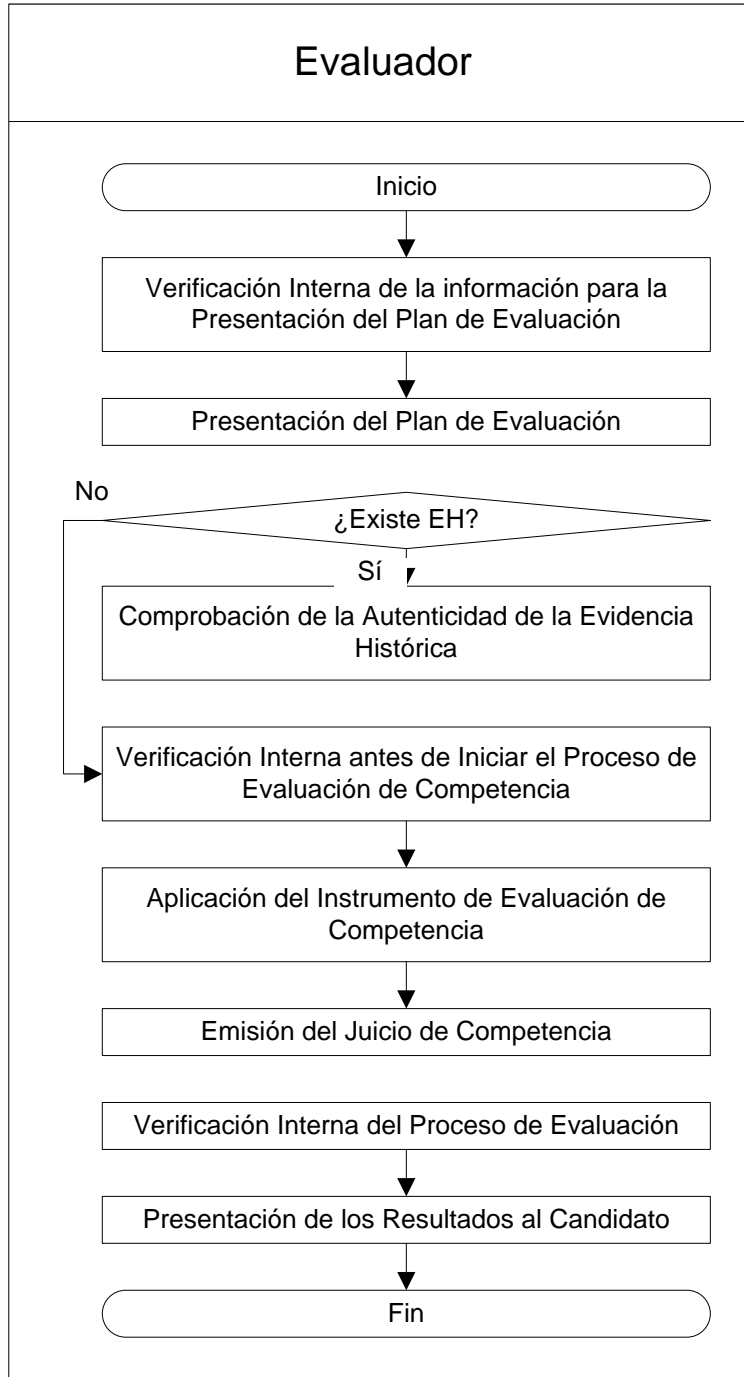 Evaluador
Inicio
Verificación Interna de la información para la
Presentación del Plan de Evaluación
Presentación del Plan de Evaluación
No
¿Existe EH?
Sí
Comprobación de la Autenticidad de la Evidencia
Histórica
Verificación Interna antes de Iniciar el Proceso de
Evaluación de Competencia
Aplicación del Instrumento de Evaluación de
Competencia
Emisión del Juicio de Competencia
Verificación Interna del Proceso de Evaluación
Presentación de los Resultados al Candidato
Fin